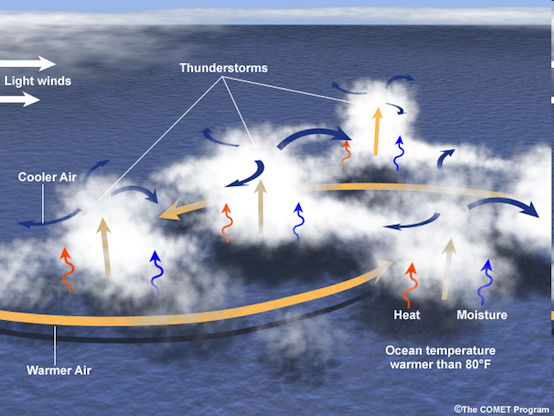 Thunderstorms
Light winds
Cooler Air
Heat
Moisture
Ocean temperature
warmer than 80°F
Warmer Air
©The COMET Program